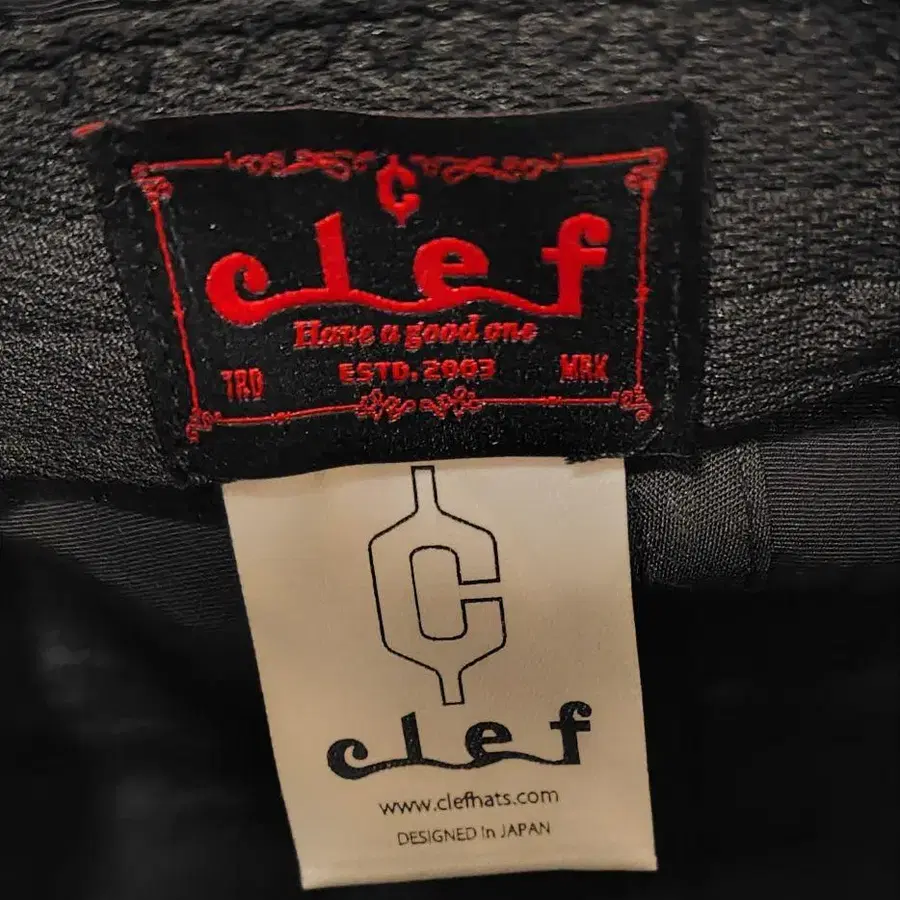 ¢
clef
Have a good one
TRD ESTD.2003 MRK
¢
clef
www.clefhats.com
DESIGNED In JAPAN